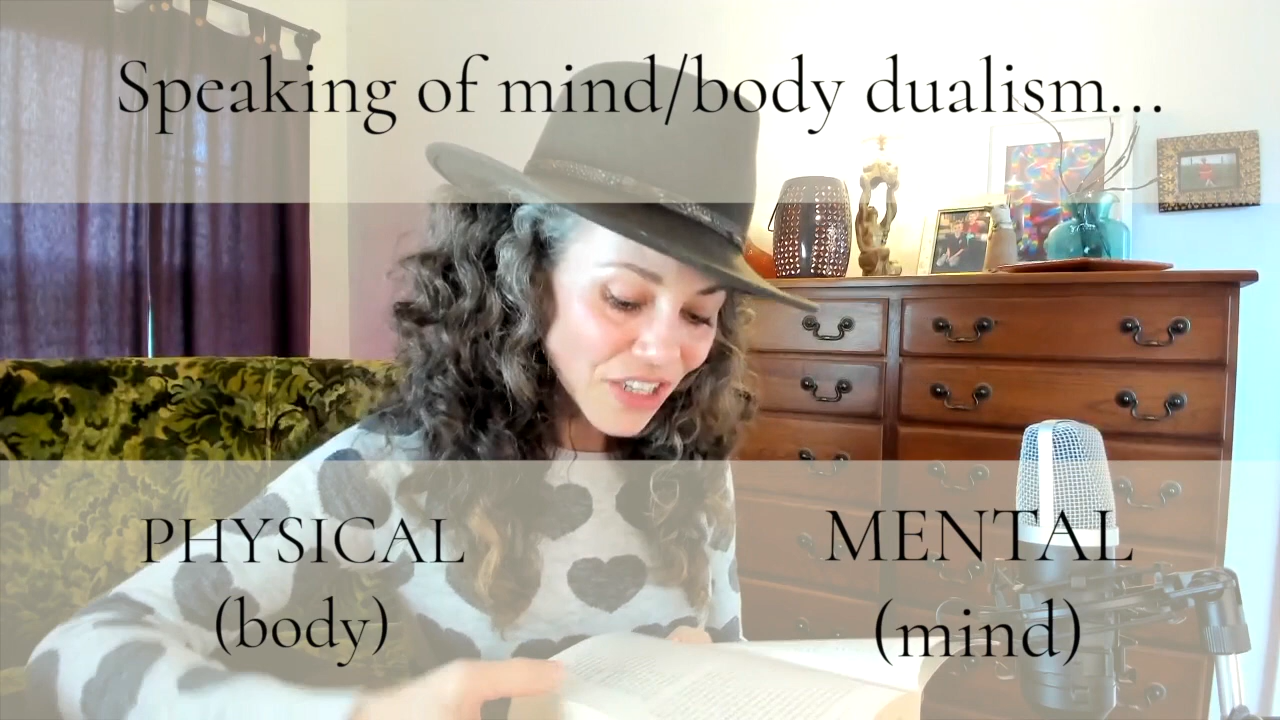 Speaking of mind/body dualism...
PHYSICAL
(body)
MENTAL
(mind)